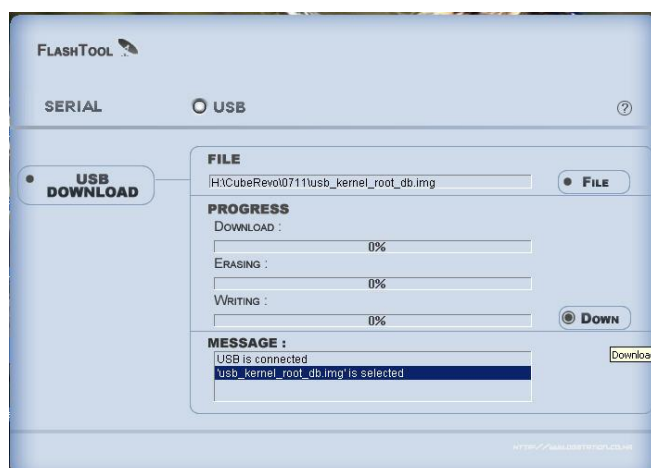 FLASHTOOL
SERIAL
USB
?
USB
DOWNLOAD
FILE
H:\CubeRevo\0711\usb_kernel_root_db.img
FILE
PROGRESS
DOWNLOAD :
0%
ERASING :
0%
WRITING :
0%
DOWN
MESSAGE :
USB is connected
'usb_kernel_root_db.img' is selected